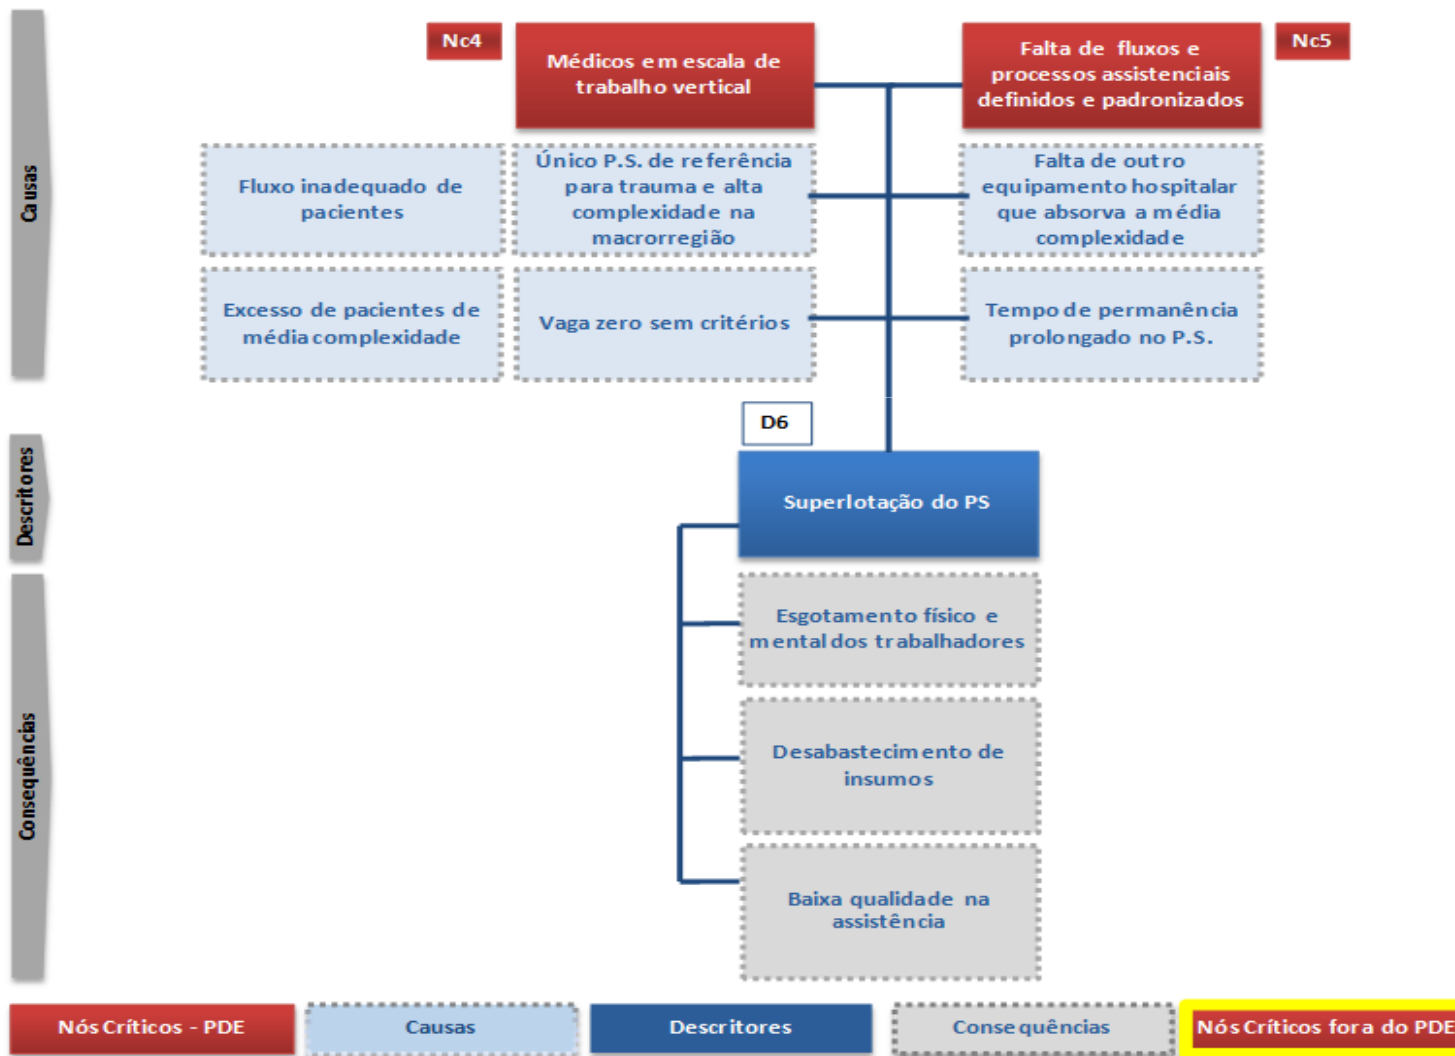 Causas
Nc4
Médicos em escala de
trabalho vertical
Falta de fluxos e
processos assistenciais
definidos e padronizados
Nc5
Fluxo inadequado de
pacientes
Único P.S. de referência
para trauma e alta
complexidade na
macrorregião
Falta de outro
equipamento hospitalar
que absorva a média
complexidade
Excesso de pacientes de
média complexidade
Vaga zero sem critérios
Tempo de permanência
prolongado no P.S.
Descritores
D6
Superlotação do PS
Consequências
Esgotamento físico e
mental dos trabalhadores
Desabastecimento de
insumos
Baixa qualidade na
assistência
Nós Críticos - PDE
Causas
Descritores
Consequências
Nós Críticos fora do PDE